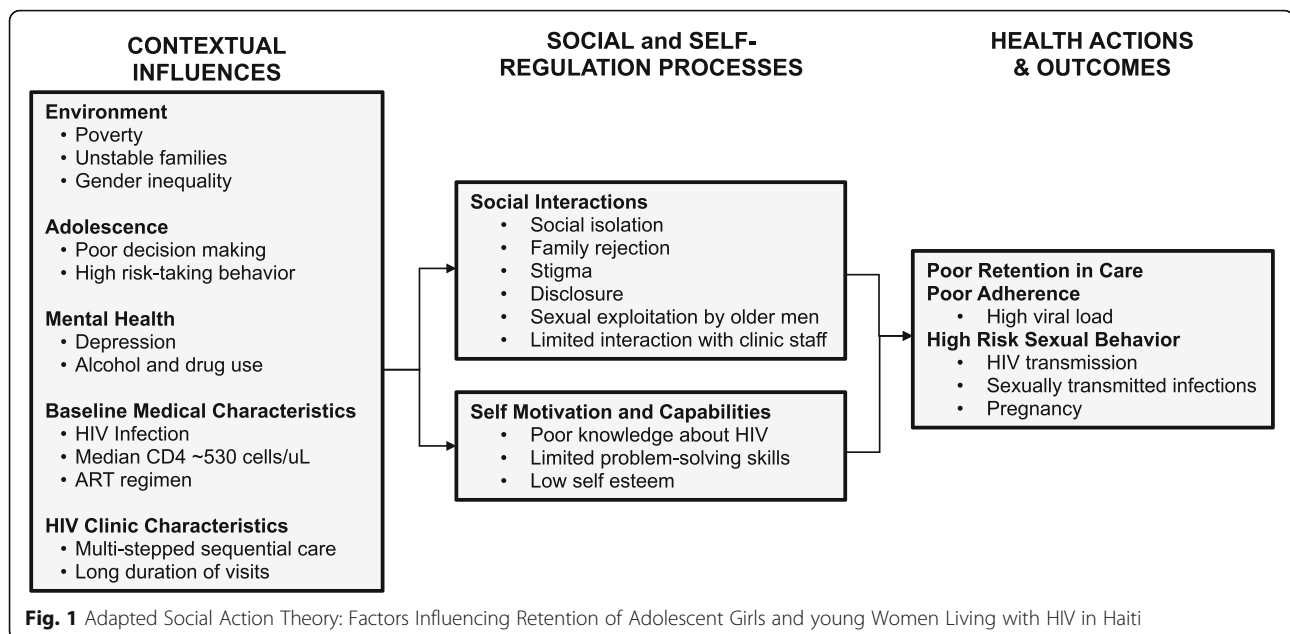 CONTEXTUAL
INFLUENCES
Environment
• Poverty
• Unstable families
• Gender inequality
Adolescence
• Poor decision making
• High risk-taking behavior
Mental Health
• Depression
• Alcohol and drug use
Baseline Medical Characteristics
• HIV Infection
• Median CD4 ~530 cells/uL
• ART regimen
HIV Clinic Characteristics
• Multi-stepped sequential care
• Long duration of visits
SOCIAL and SELF-
REGULATION PROCESSES
Social Interactions
• Social isolation
• Family rejection
• Stigma
• Disclosure
• Sexual exploitation by older men
• Limited interaction with clinic staff
Self Motivation and Capabilities
• Poor knowledge about HIV
• Limited problem-solving skills
• Low self esteem
HEALTH ACTIONS
& OUTCOMES
Poor Retention in Care
Poor Adherence
• High viral load
High Risk Sexual Behavior
• HIV transmission
• Sexually transmitted infections
• Pregnancy
Fig. 1 Adapted Social Action Theory: Factors Influencing Retention of Adolescent Girls and young Women Living with HIV in Haiti